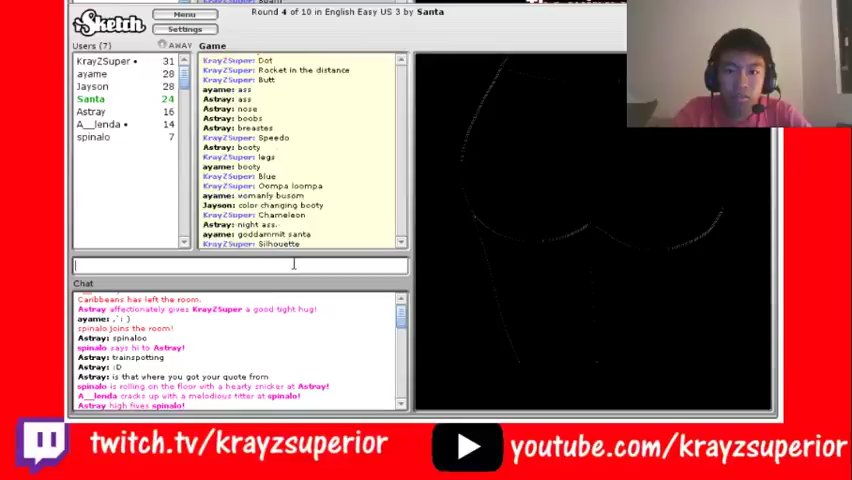 iSketch
Menu
Settings
Round 4 of 10 in English Easy US 3 by Santa
Users (7)
AWAY
KrayZSuper • 31
ayame 28
Jayson 28
Santa 24
Astray 16
A__lenda • 14
spinalo 7
Game
KrayZSuper: Dot
KrayZSuper: Rocket in the distance
KrayZSuper: Butt
ayame: ass
Astray: ass
Astray: nose
Astray: boobs
Astray: breastes
KrayZSuper: Speedo
Astray: booty
KrayZSuper: legs
ayame: booty
KrayZSuper: Blue
KrayZSuper: Oompa loompa
ayame: womanly busom
Jayson: color changing booty
KrayZSuper: Chameleon
Astray: night ass.
ayame: goddammit santa
KrayZSuper: Silhouette
Chat
Caribbeans has left the room.
Astray affectionately gives KrayZSuper a good tight hug!
ayame: ,`: )
spinalo joins the room!
Astray: spinaloo
spinalo says hi to Astray!
Astray: trainspotting
Astray: :D
Astray: is that where you got your quote from
spinalo is rolling on the floor with a hearty snicker at Astray!
A__lenda cracks up with a melodious titter at spinalo!
Astray high fives spinalo!
twitch.tv/krayzsuperior
youtube.com/krayzsuperior